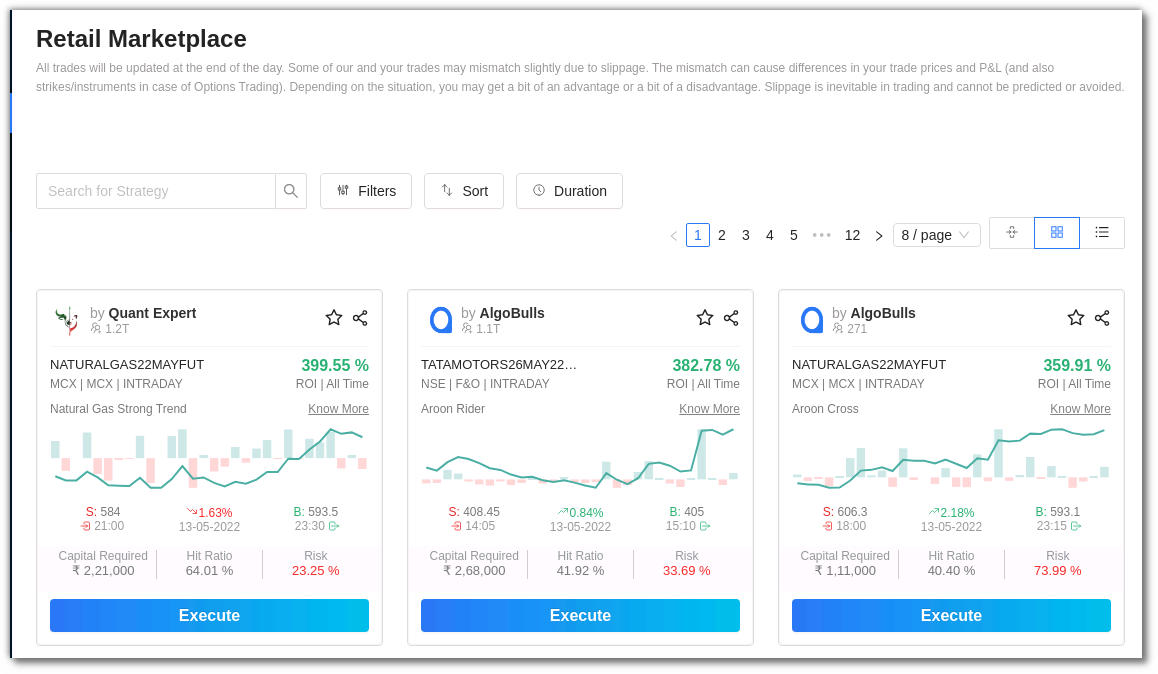 Retail Marketplace
All trades will be updated at the end of the day. Some of our and your trades may mismatch slightly due to slippage. The mismatch can cause differences in your trade prices and P&L (and also
strikes/instruments in case of Options Trading). Depending on the situation, you may get a bit of an advantage or a bit of a disadvantage. Slippage is inevitable in trading and cannot be predicted or avoided.
Search for Strategy
Filters
Sort
Duration
1 2 3 4 5 ••• 12
8 / page
by Quant Expert
1.2T
NATURALGAS22MAYFUT
399.55 %
MCX | MCX | INTRADAY
ROI | All Time
Natural Gas Strong Trend
Know More
S: 584
1.63%
B: 593.5
21:00
13-05-2022
23:30
Capital Required
Hit Ratio
Risk
₹ 2,21,000
64.01 %
23.25 %
Execute
by AlgoBulls
1.1T
TATAMOTORS26MAY22…
382.78 %
NSE | F&O | INTRADAY
ROI | All Time
Aroon Rider
Know More
S: 408.45
0.84%
B: 405
14:05
13-05-2022
15:10
Capital Required
Hit Ratio
Risk
₹ 2,68,000
41.92 %
33.69 %
Execute
by AlgoBulls
271
NATURALGAS22MAYFUT
359.91 %
MCX | MCX | INTRADAY
ROI | All Time
Aroon Cross
Know More
S: 606.3
2.18%
B: 593.1
18:00
13-05-2022
23:15
Capital Required
Hit Ratio
Risk
₹ 1,11,000
40.40 %
73.99 %
Execute